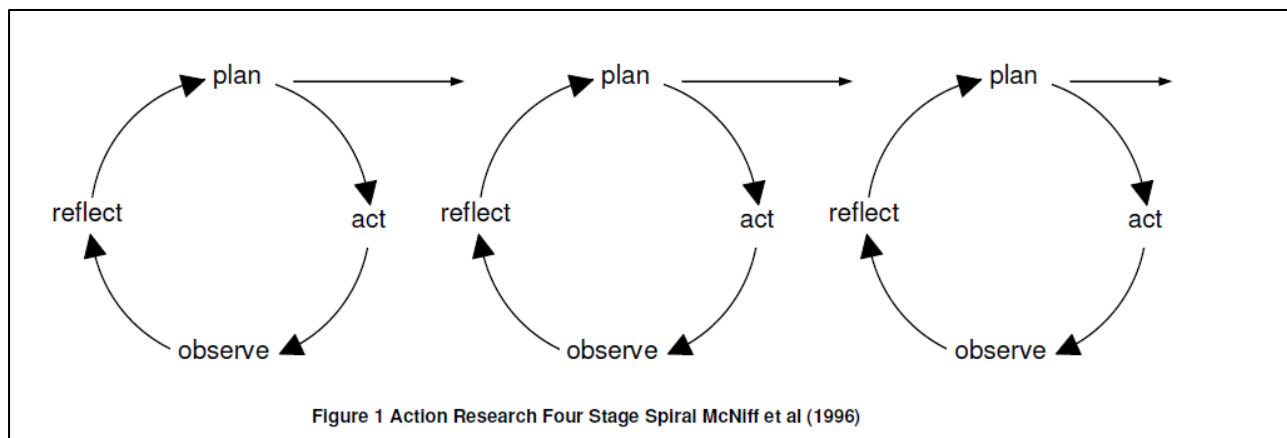 plan plan plan
reflect act reflect act reflect act
observe observe observe
Figure 1 Action Research Four Stage Spiral McNiff et al (1996)